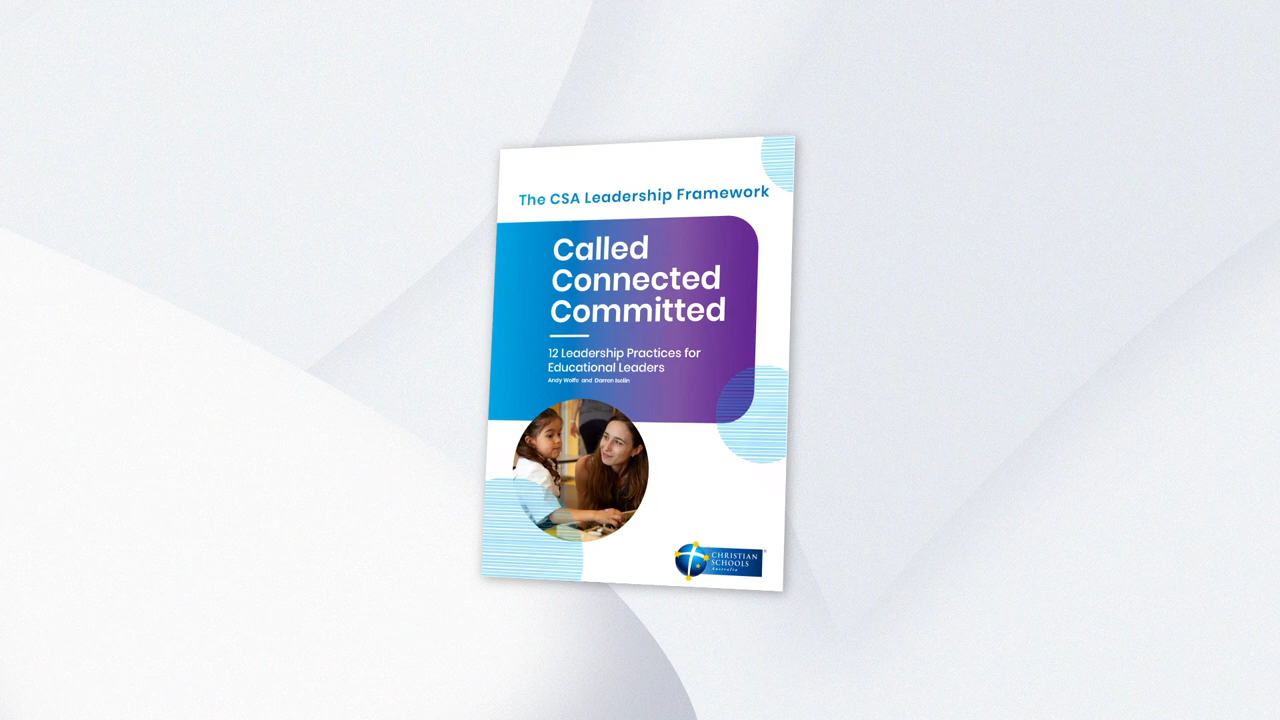 The CSA Leadership Framework
Called
Connected
Committed
12 Leadership Practices for
Educational Leaders
Andy Wolfe and Darren Iselin
CHRISTIAN
SCHOOLS
Australia